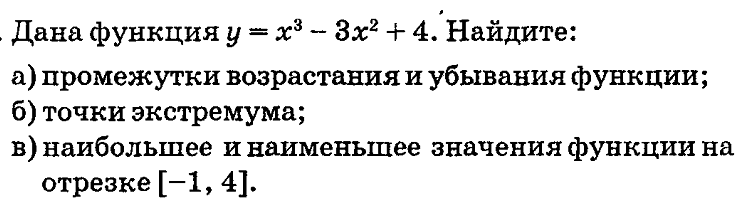 . Дана функция y = x³ – 3x² + 4. Найдите:
а) промежутки возрастания и убывания функции;
б) точки экстремума;
в) наибольшее и наименьшее значения функции на
отрезке [–1, 4].